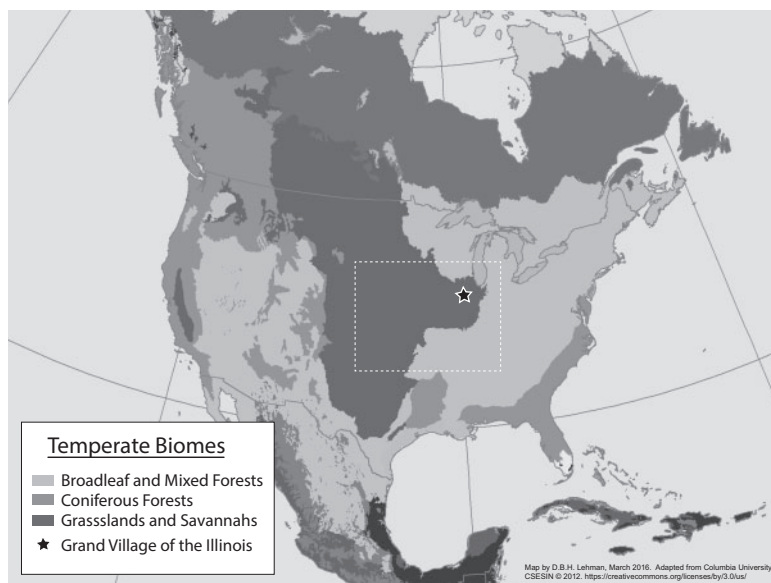 Temperate Biomes
Broadleaf and Mixed Forests
Coniferous Forests
Grassslands and Savannahs
Grand Village of the Illinois
Map by D.B.H. Lehman, March 2016. Adapted from Columbia University
CSESIN © 2012. https://creativecommons.org/licenses/by/3.0/us/